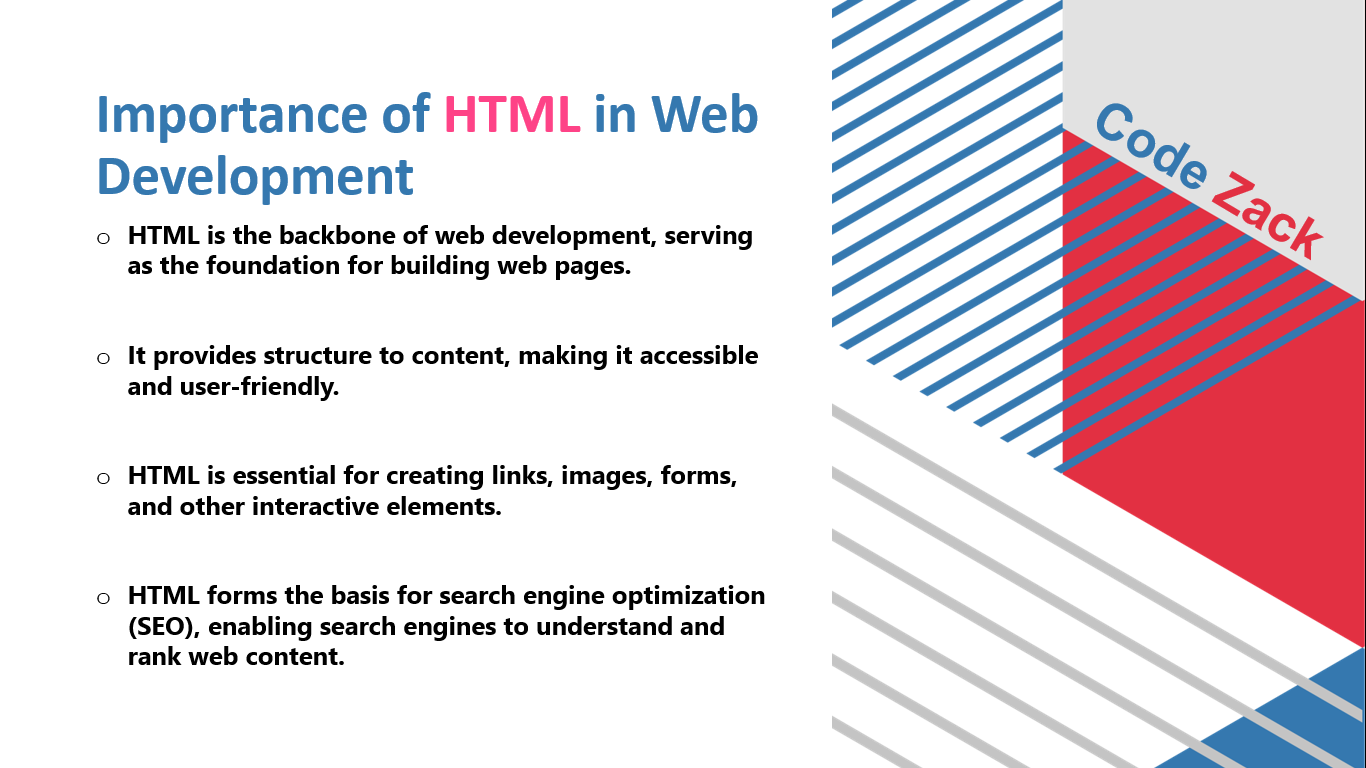 Importance of HTML in Web
Development
o HTML is the backbone of web development, serving
as the foundation for building web pages.
o It provides structure to content, making it accessible
and user-friendly.
o HTML is essential for creating links, images, forms,
and other interactive elements.
o HTML forms the basis for search engine optimization
(SEO), enabling search engines to understand and
rank web content.
Code Zack